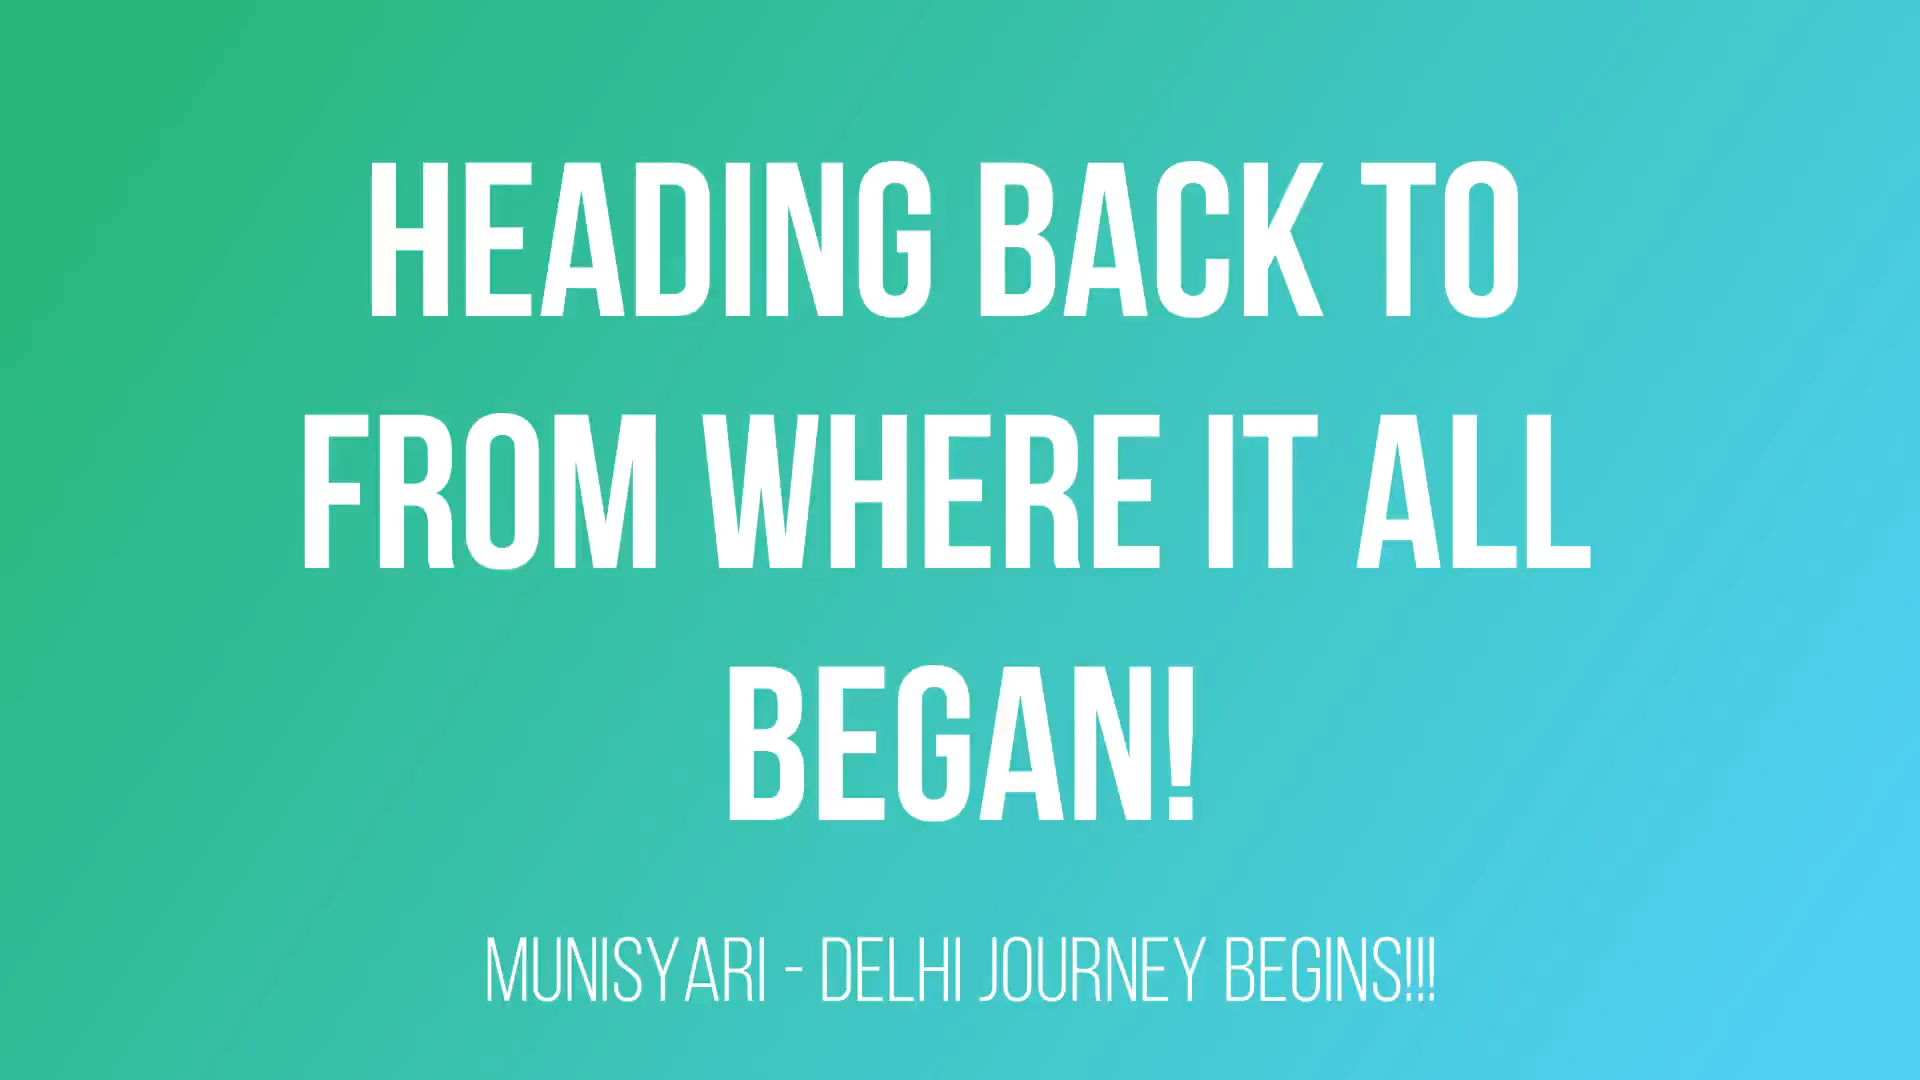 HEADING BACK TO
FROM WHERE IT ALL
BEGAN!
MUNISYARI - DELHI JOURNEY BEGINS!!!